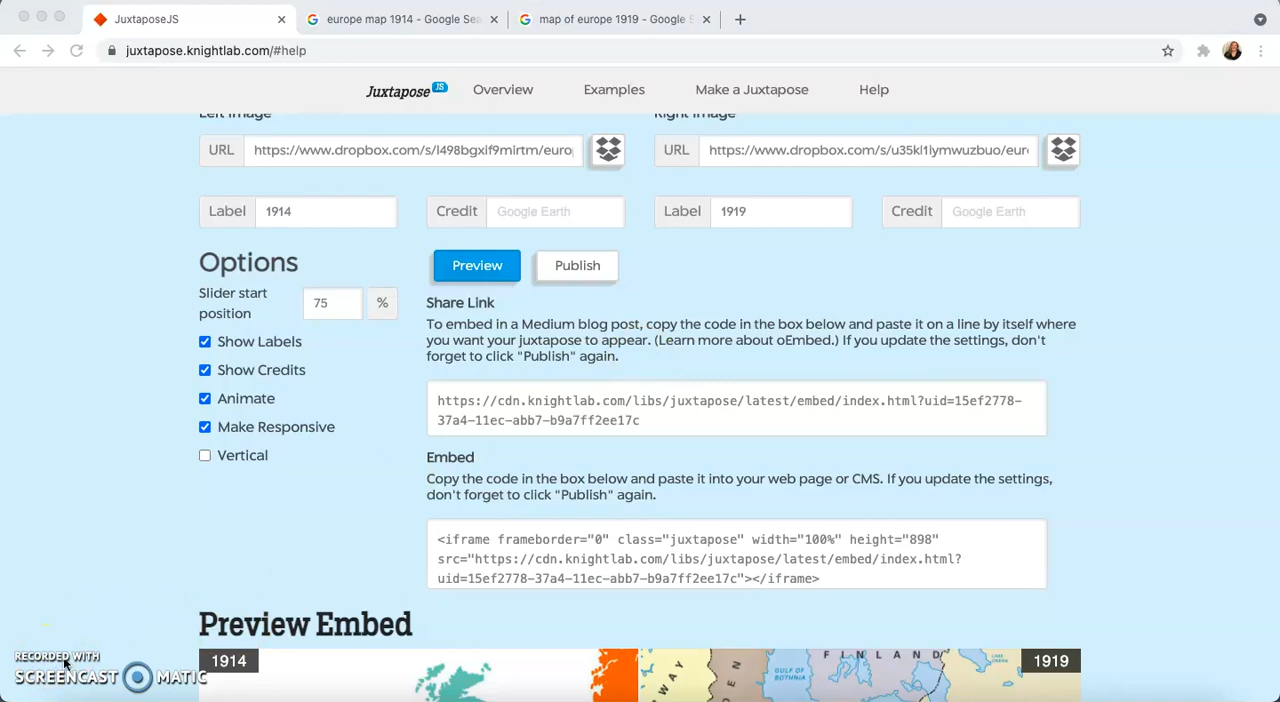 JuxtaposeJS
europe map 1914 - Google Sea
map of europe 1919 - Google S
juxtapose.knightlab.com/#help
Juxtapose JS
Overview
Examples
Make a Juxtapose
Help
Left Image
Right Image
URL
https://www.dropbox.com/s/l498bgxif9mirtm/euro
URL
https://www.dropbox.com/s/u35kl1lymwuzbuo/eur
Label
1914
Credit
Google Earth
Label
1919
Credit
Google Earth
Options
Preview
Publish
Slider start
position
75
%
Show Labels
Show Credits
Animate
Make Responsive
Vertical
Share Link
To embed in a Medium blog post, copy the code in the box below and paste it on a line by itself where
you want your juxtapose to appear. (Learn more about oEmbed.) If you update the settings, don't
forget to click "Publish" again.
https://cdn.knightlab.com/libs/juxtapose/latest/embed/index.html?uid=15ef2778-
37a4-11ec-abb7-b9a7ff2ee17c
Embed
Copy the code in the box below and paste it into your web page or CMS. If you update the settings,
don't forget to click "Publish" again.
<iframe frameborder="0" class="juxtapose" width="100%" height="898"
src="https://cdn.knightlab.com/libs/juxtapose/latest/embed/index.html?
uid=15ef2778-37a4-11ec-abb7-b9a7ff2ee17c"></iframe>
Preview Embed
1914
1919
WAY
DEN
GULF OF
BOTHNIA
FINLAND
RECORDED WITH
SCREENCAST MATIC